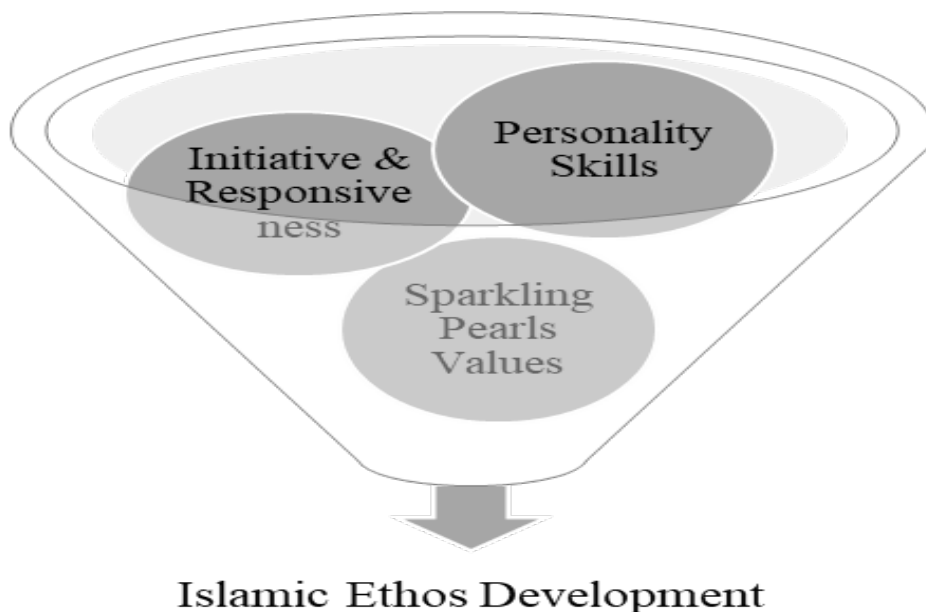 Personality
Skills
Initiative &
Responsive
ness
Sparkling
Pearls
Values
Islamic Ethos Development